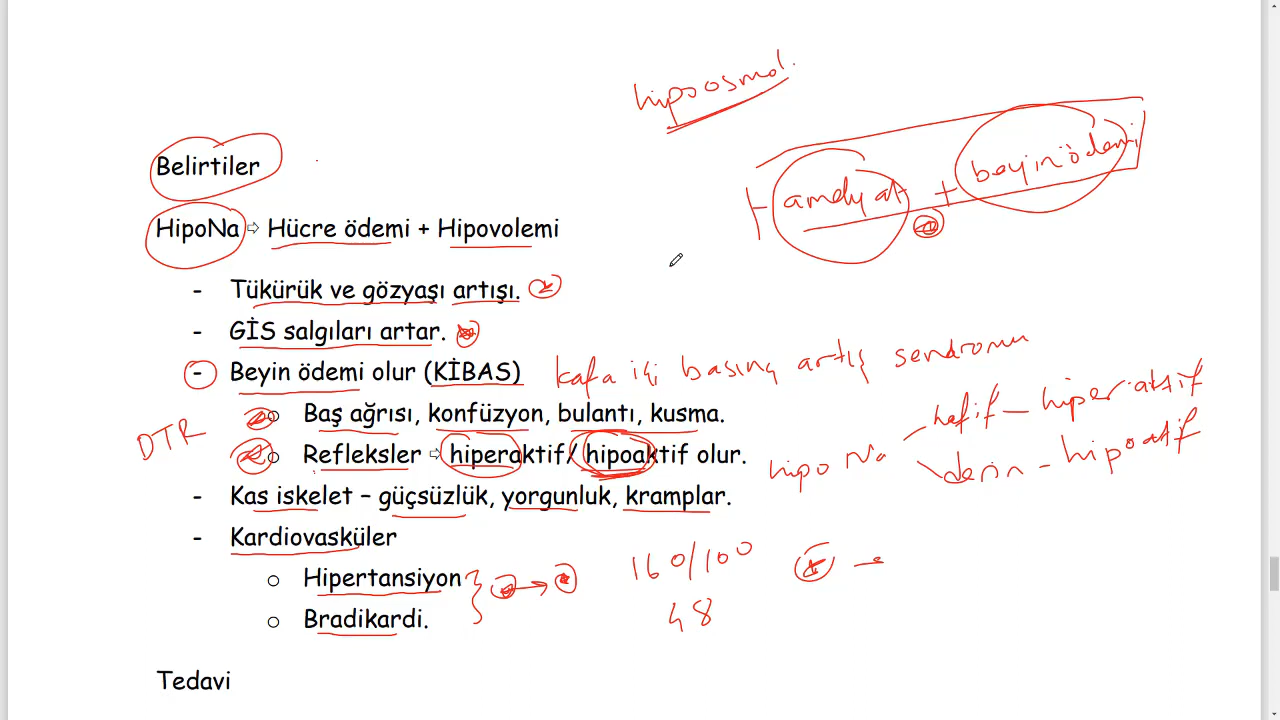 hipoosmol.
beyin ödemi
amelyat +
Belirtiler
HipoNa ⇨ Hücre ödemi + Hipovolemi
- Tükürük ve gözyaşı artışı.
- GİS salgıları artar.
- Beyin ödemi olur (KİBAS) kafa içi basınç artış sendromu
o Baş ağrısı, konfüzyon, bulantı, kusma.
hafif – hiperaktif
DTR
o Refleksler ⇨ hiperaktif/ hipoaktif olur.
hipo Na
derin – hipoaktif
- Kas iskelet – güçsüzlük, yorgunluk, kramplar.
- Kardiovasküler
o Hipertansiyon
160/100
o Bradikardi.
48
Tedavi